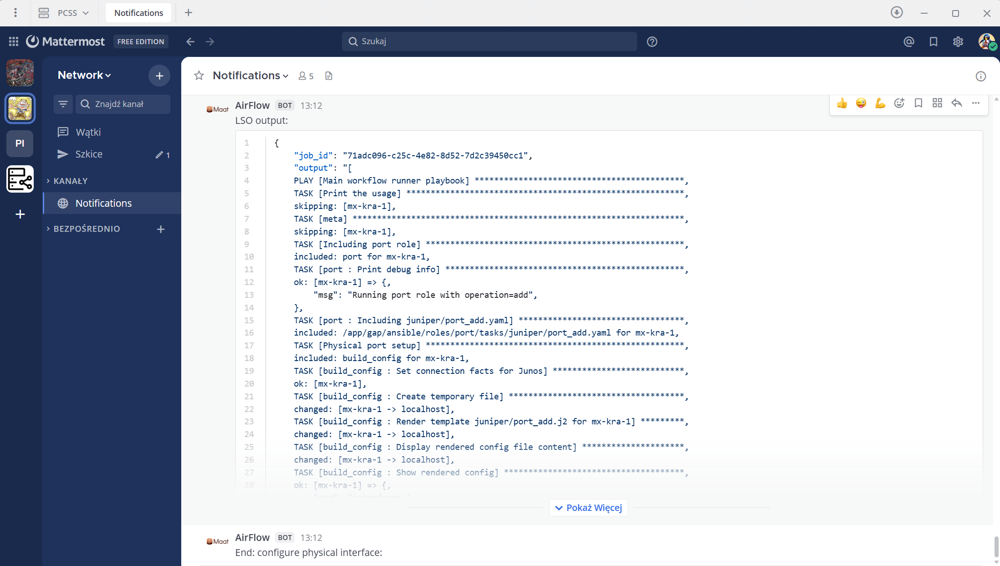 PCSS
Notifications
Mattermost
FREE EDITION
Szukaj
Network
Znajdź kanał
Wątki
Szkice
1
KANAŁY
Notifications
BEZPOŚREDNIO
PI
Notifications
5
Maat
AirFlow BOT 13:12
LSO output:
1 {
2 "job_id": "71adc096-c25c-4e82-8d52-7d2c39450cc1",
3 "output": "[
4 PLAY [Main workflow runner playbook] *******************************************,
5 TASK [Print the usage] *********************************************************,
6 skipping: [mx-kra-1],
7 TASK [meta] ********************************************************************,
8 skipping: [mx-kra-1],
9 TASK [Including port role] *****************************************************,
10 included: port for mx-kra-1,
11 TASK [port : Print debug info] *************************************************,
12 ok: [mx-kra-1] => {,
13 "msg": "Running port role with operation=add",
14 },
15 TASK [port : Including juniper/port_add.yaml] **********************************,
16 included: /app/gap/ansible/roles/port/tasks/juniper/port_add.yaml for mx-kra-1,
17 TASK [Physical port setup] *****************************************************,
18 included: build_config for mx-kra-1,
19 TASK [build_config : Set connection facts for Junos] ***************************,
20 ok: [mx-kra-1],
21 TASK [build_config : Create temporary file] ************************************,
22 changed: [mx-kra-1 -> localhost],
23 TASK [build_config : Render template juniper/port_add.j2 for mx-kra-1] *********,
24 changed: [mx-kra-1 -> localhost],
25 TASK [build_config : Display rendered config file content] *********************,
26 changed: [mx-kra-1 -> localhost],
27 TASK [build_config : Show rendered config] *************************************,
28 ok: [mx-kra-1] => {,
Pokaż Więcej
Maat
AirFlow BOT 13:12
End: configure physical interface: